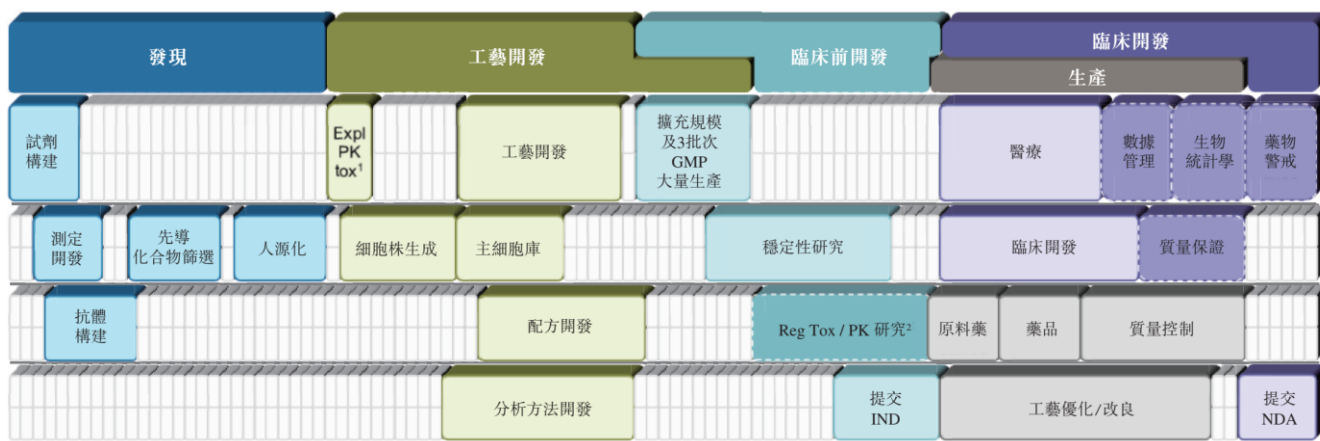 發現
工藝開發
臨床前開發
臨床開發
生產
試劑
構建
Expl
PK
tox¹
工藝開發
擴充規模
及3批次
GMP
大量生產
醫療
數據
管理
生物
統計學
藥物
警戒
測定
開發
先導
化合物篩選
人源化
細胞株生成
主細胞庫
穩定性研究
臨床開發
質量保證
抗體
構建
配方開發
Reg Tox / PK 研究²
原料藥
藥品
質量控制
分析方法開發
提交
IND
工藝優化/改良
提交
NDA